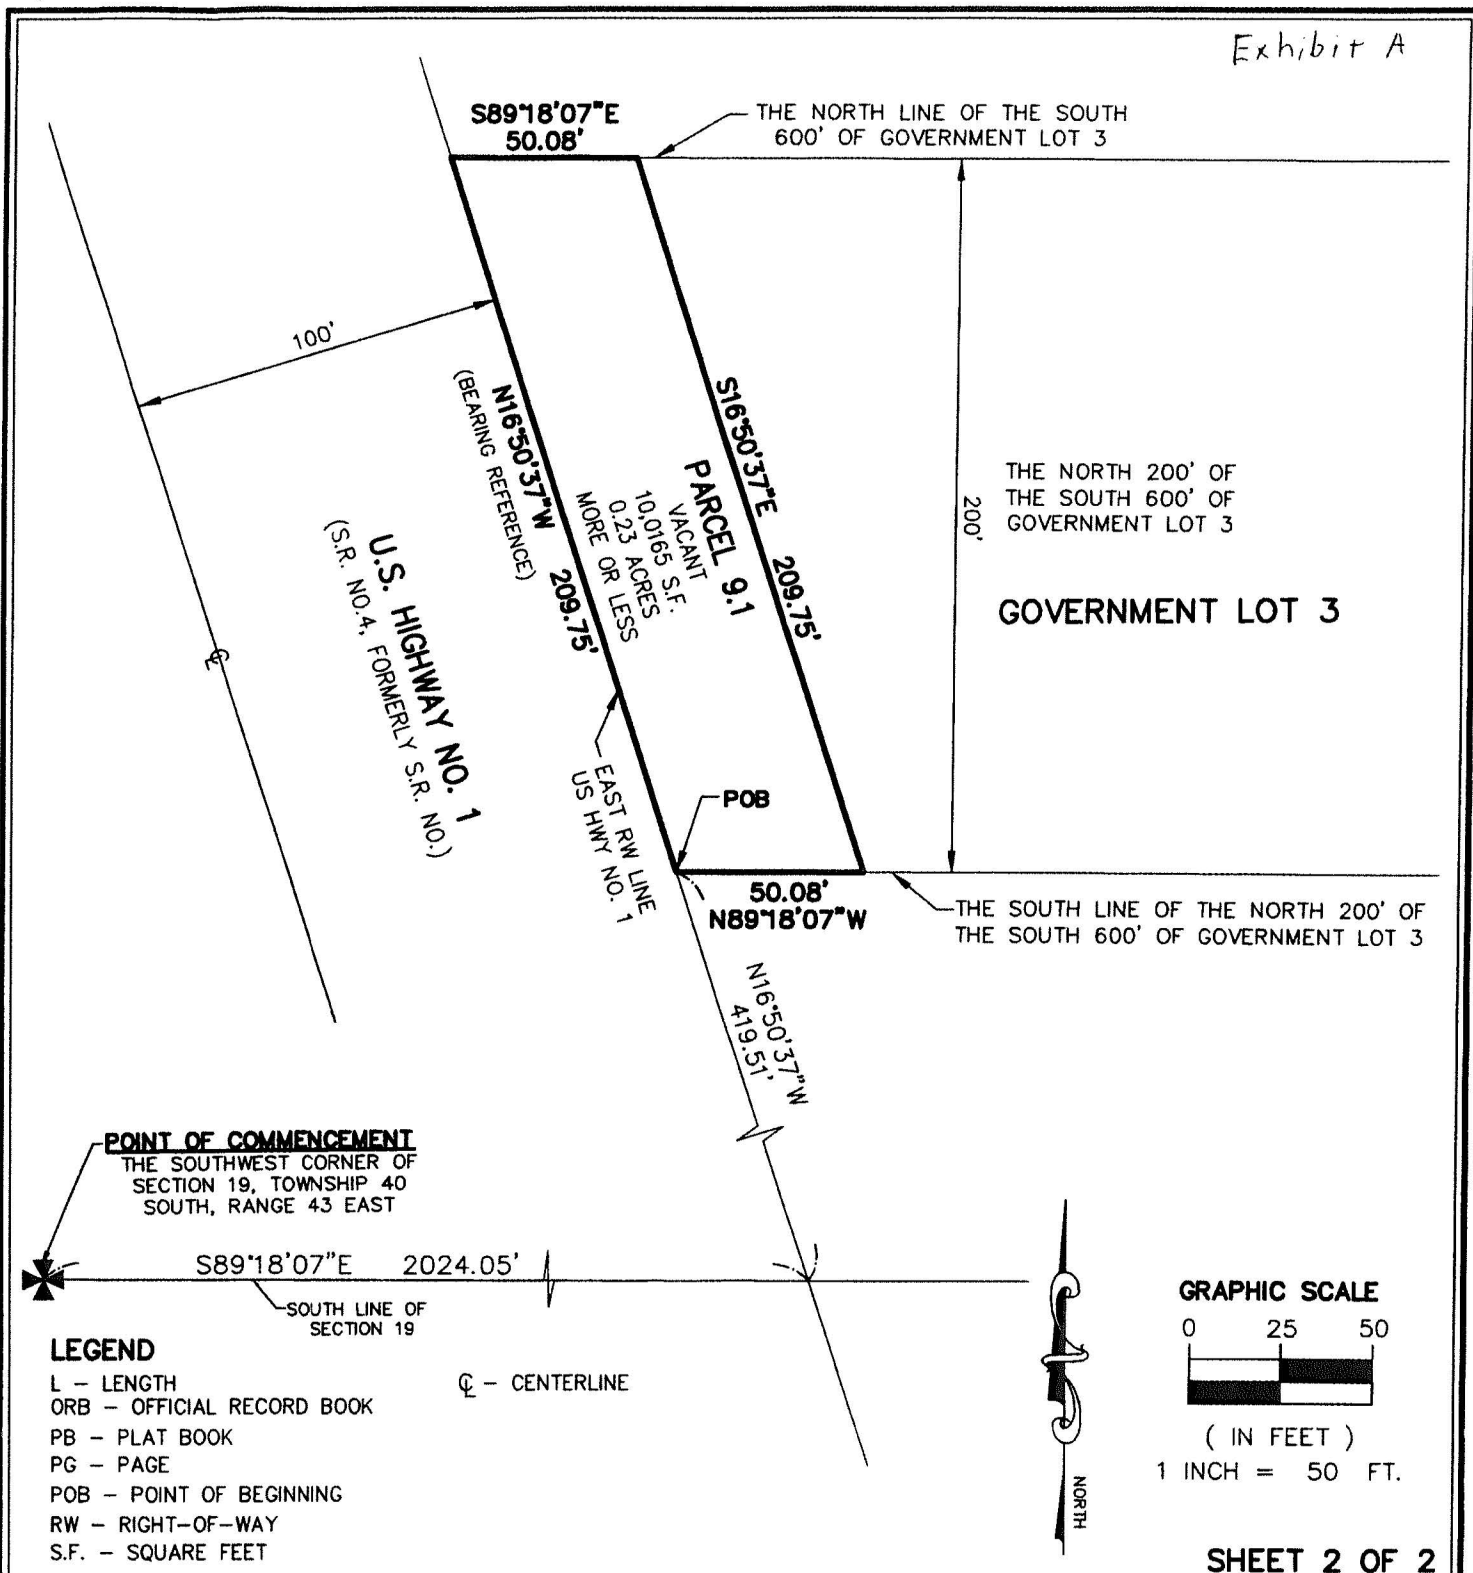 Exhibit A
S89°18'07"E
50.08'
THE NORTH LINE OF THE SOUTH
600' OF GOVERNMENT LOT 3
100'
N16°50'37"W 209.75'
(BEARING REFERENCE)
S16°50'37"E 209.75'
PARCEL 9.1
VACANT
10,0165 S.F.
0.23 ACRES
MORE OR LESS
200'
THE NORTH 200' OF
THE SOUTH 600' OF
GOVERNMENT LOT 3
GOVERNMENT LOT 3
U.S. HIGHWAY NO. 1
(S.R. NO.4, FORMERLY S.R. NO.)
℄
EAST RW LINE
US HWY NO. 1
POB
50.08'
N89°18'07"W
THE SOUTH LINE OF THE NORTH 200' OF
THE SOUTH 600' OF GOVERNMENT LOT 3
N16°50'37"W
419.51'
POINT OF COMMENCEMENT
THE SOUTHWEST CORNER OF
SECTION 19, TOWNSHIP 40
SOUTH, RANGE 43 EAST
S89°18'07"E 2024.05'
SOUTH LINE OF
SECTION 19
LEGEND
L – LENGTH
ORB – OFFICIAL RECORD BOOK
PB – PLAT BOOK
PG – PAGE
POB – POINT OF BEGINNING
RW – RIGHT–OF–WAY
S.F. – SQUARE FEET
℄ – CENTERLINE
NORTH
GRAPHIC SCALE
0 25 50
( IN FEET )
1 INCH = 50 FT.
SHEET 2 OF 2